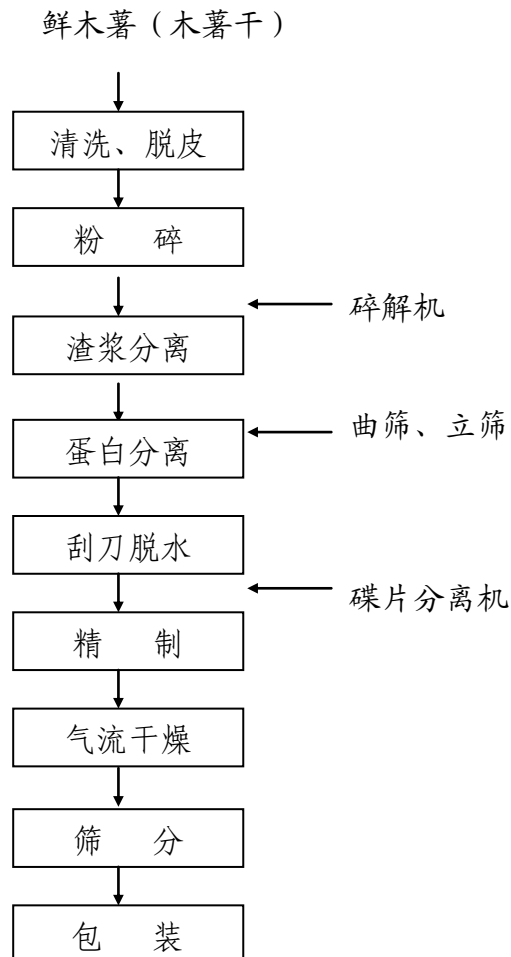 鲜木薯（木薯干）
清洗、脱皮
粉 碎
碎解机
渣浆分离
曲筛、立筛
蛋白分离
刮刀脱水
碟片分离机
精 制
气流干燥
筛 分
包 装